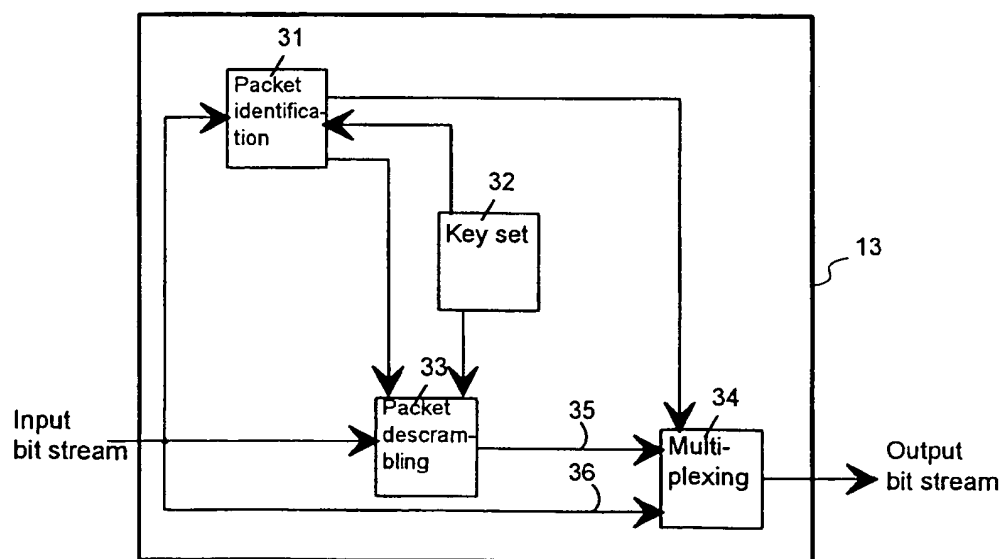 31
Packet
identifica-
tion
32
Key set
13
33
Packet
descram-
bling
Input
bit stream
35
36
34
Multi-
plexing
Output
bit stream